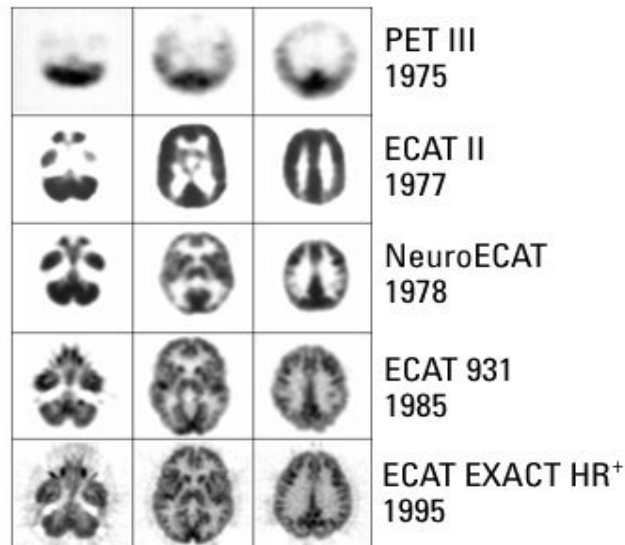 PET III
1975
ECAT II
1977
NeuroECAT
1978
ECAT 931
1985
ECAT EXACT HR⁺
1995